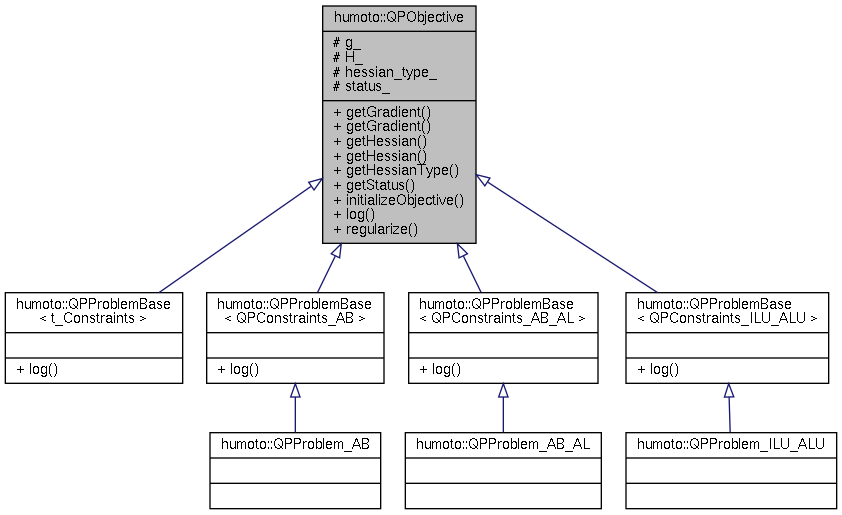 humoto::QPObjective
# g_
# H_
# hessian_type_
# status_
+ getGradient()
+ getGradient()
+ getHessian()
+ getHessian()
+ getHessianType()
+ getStatus()
+ initializeObjective()
+ log()
+ regularize()
humoto::QPProblemBase
< t_Constraints >
+ log()
humoto::QPProblemBase
< QPConstraints_AB >
+ log()
humoto::QPProblemBase
< QPConstraints_AB_AL >
+ log()
humoto::QPProblemBase
< QPConstraints_ILU_ALU >
+ log()
humoto::QPProblem_AB
humoto::QPProblem_AB_AL
humoto::QPProblem_ILU_ALU